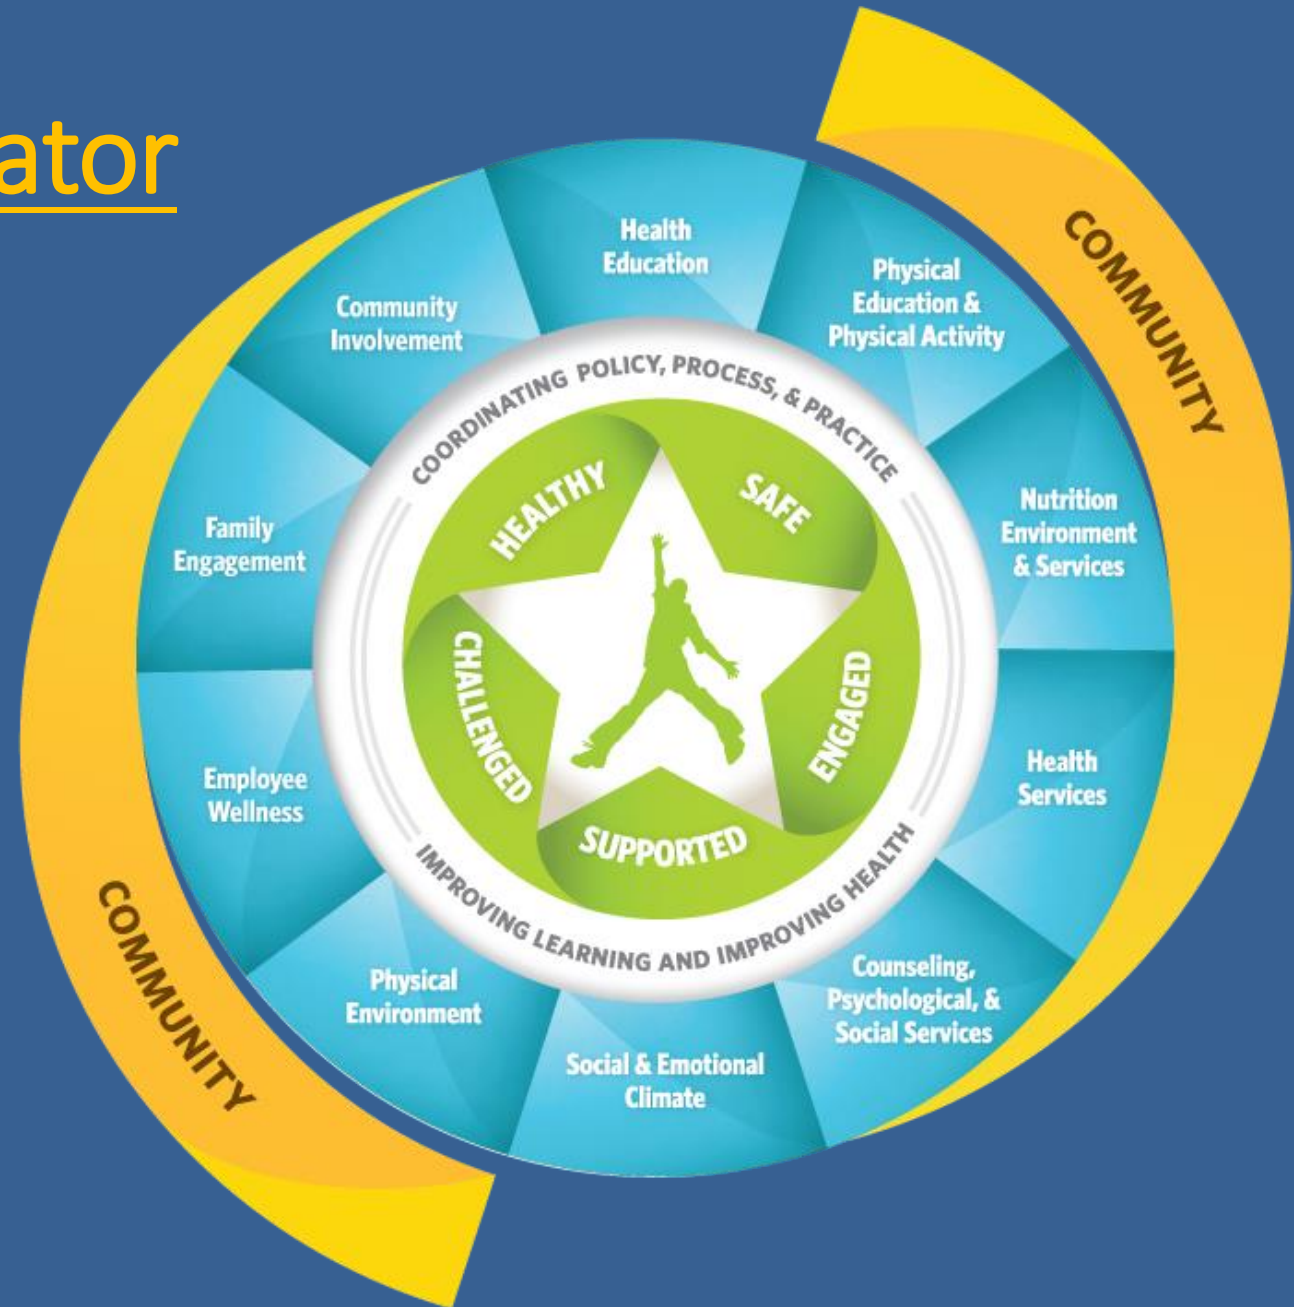 ator
COMMUNITY
Health
Education
Physical
Education &
Physical Activity
Nutrition
Environment
& Services
Health
Services
Counseling,
Psychological, &
Social Services
Social & Emotional
Climate
Physical
Environment
Employee
Wellness
Family
Engagement
Community
Involvement
COORDINATING POLICY, PROCESS, & PRACTICE
IMPROVING LEARNING AND IMPROVING HEALTH
HEALTHY
SAFE
ENGAGED
SUPPORTED
CHALLENGED
COMMUNITY